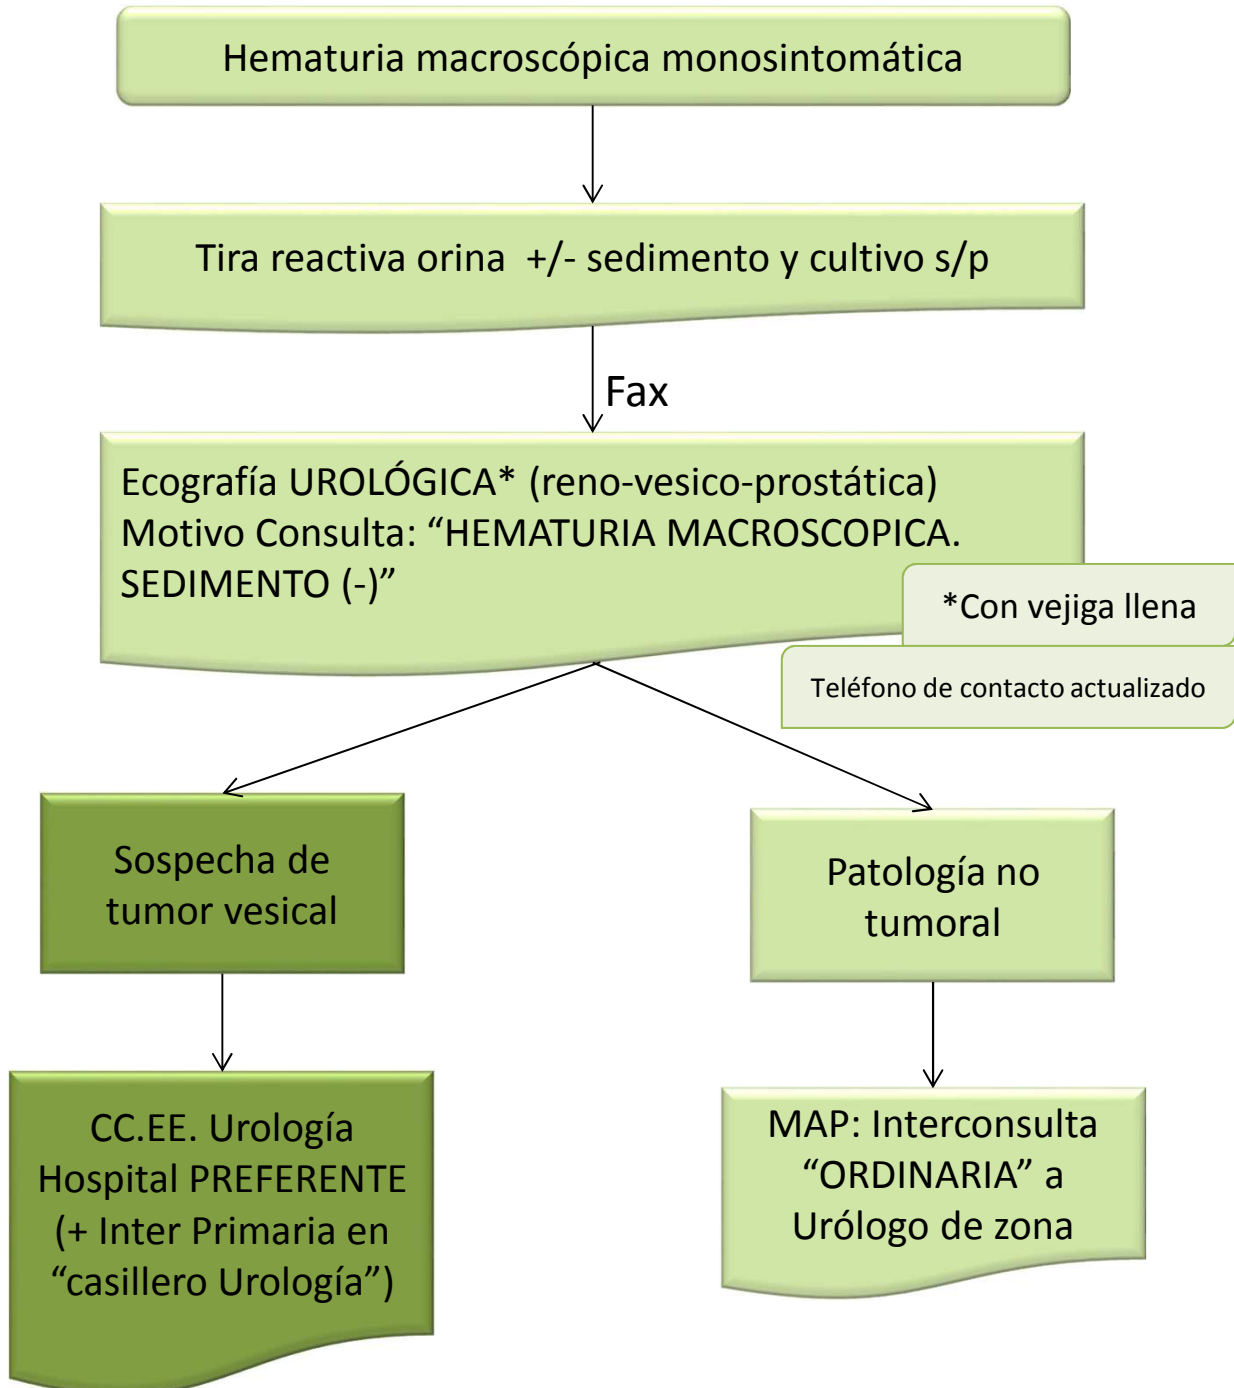 Hematuria macroscópica monosintomática
Tira reactiva orina +/- sedimento y cultivo s/p
Fax
Ecografía UROLÓGICA* (reno-vesico-prostática)
Motivo Consulta: “HEMATURIA MACROSCOPICA.
SEDIMENTO (-)”
*Con vejiga llena
Teléfono de contacto actualizado
Sospecha de
tumor vesical
Patología no
tumoral
CC.EE. Urología
Hospital PREFERENTE
(+ Inter Primaria en
“casillero Urología”)
MAP: Interconsulta
“ORDINARIA” a
Urólogo de zona